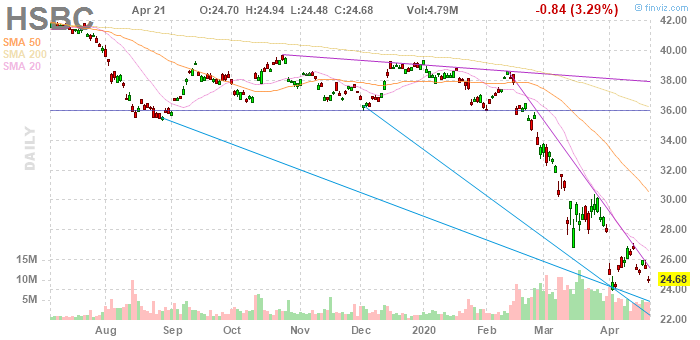 HSBC
Apr 21 O:24.70 H:24.94 L:24.48 C:24.68 Vol:4.79M -0.84 (3.29%) © finviz.com
SMA 50
SMA 200
SMA 20
DAILY
42.00
40.00
38.00
36.00
34.00
32.00
30.00
28.00
26.00
24.68
24.00
22.00
15M
10M
5M
Aug Sep Oct Nov Dec 2020 Feb Mar Apr